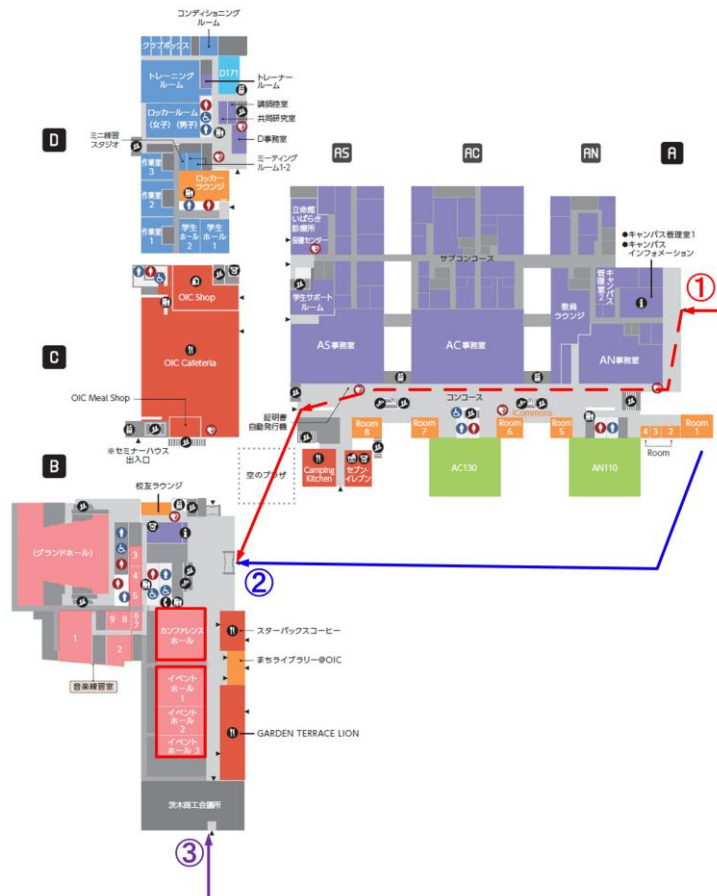 コンディショニング
ルーム
クラブボックス
トレーニング
ルーム
D171
トレーナー
ルーム
ロッカールーム
(女子)(男子)
講師控室
共同研究室
D事務室
D
ミニ練習
スタジオ
ミーティング
ルーム1-2
作業室
3
ロッカー
ラウンジ
作業室
2
作業室
1
学生
ホール
2
学生
ホール1
AS
AC
AN
A
立命館
いばらき
診療所
保健センター
サブコンコース
●キャンパス管理室1
●キャンパス
インフォメーション
キャンパス
管理室2
学生サポート
ルーム
教員
ラウンジ
①
AS事務室
AC事務室
AN事務室
OIC Shop
C
OIC Cafeteria
OIC Meal Shop
コンコース
証明書
自動発行機
iCommons
Room
8
Room
7
Room
6
Room
5
4 3 2
Room
Room
1
※セミナーハウス
出入口
空のプラザ
Camping
Kitchen
セブン-
イレブン
AC130
AN110
B
校友ラウンジ
(グランドホール)
②
3
4
5
6
7
9 8
1
2
音楽練習室
カンファレンス
ホール
スターバックスコーヒー
まちライブラリー@OIC
イベント
ホール
1
イベント
ホール
2
イベント
ホール 3
GARDEN TERRACE LION
茨木商工会議所
③